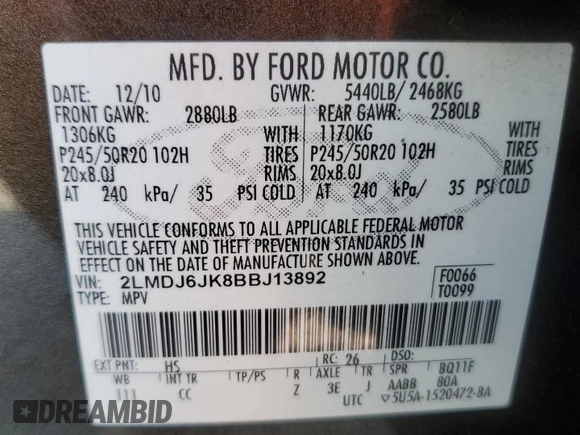 MFD. BY FORD MOTOR CO.
DATE: 12/10 GVWR: 5440LB/ 2468KG
FRONT GAWR: 2880LB REAR GAWR: 2580LB
1306KG WITH 1170KG WITH
P245/50R20 102H TIRES P245/50R20 102H TIRES
20x8.0J RIMS 20x8.0J RIMS
AT 240 kPa/ 35 PSI COLD AT 240 kPa/ 35 PSI COLD
THIS VEHICLE CONFORMS TO ALL APPLICABLE FEDERAL MOTOR
VEHICLE SAFETY AND THEFT PREVENTION STANDARDS IN
EFFECT ON THE DATE OF MANUFACTURE SHOWN ABOVE.
VIN: 2LMDJ6JK8BBJ13892 F0066
TYPE: MPV T0099
EXT PNT: HS RC: 26 DSO:
WB INT TR TP/PS R AXLE TR SPR BQ11F
111 CC Z 3E J AABB 80A
UTC ▽5U5A-1520472-BA
DREAMBID